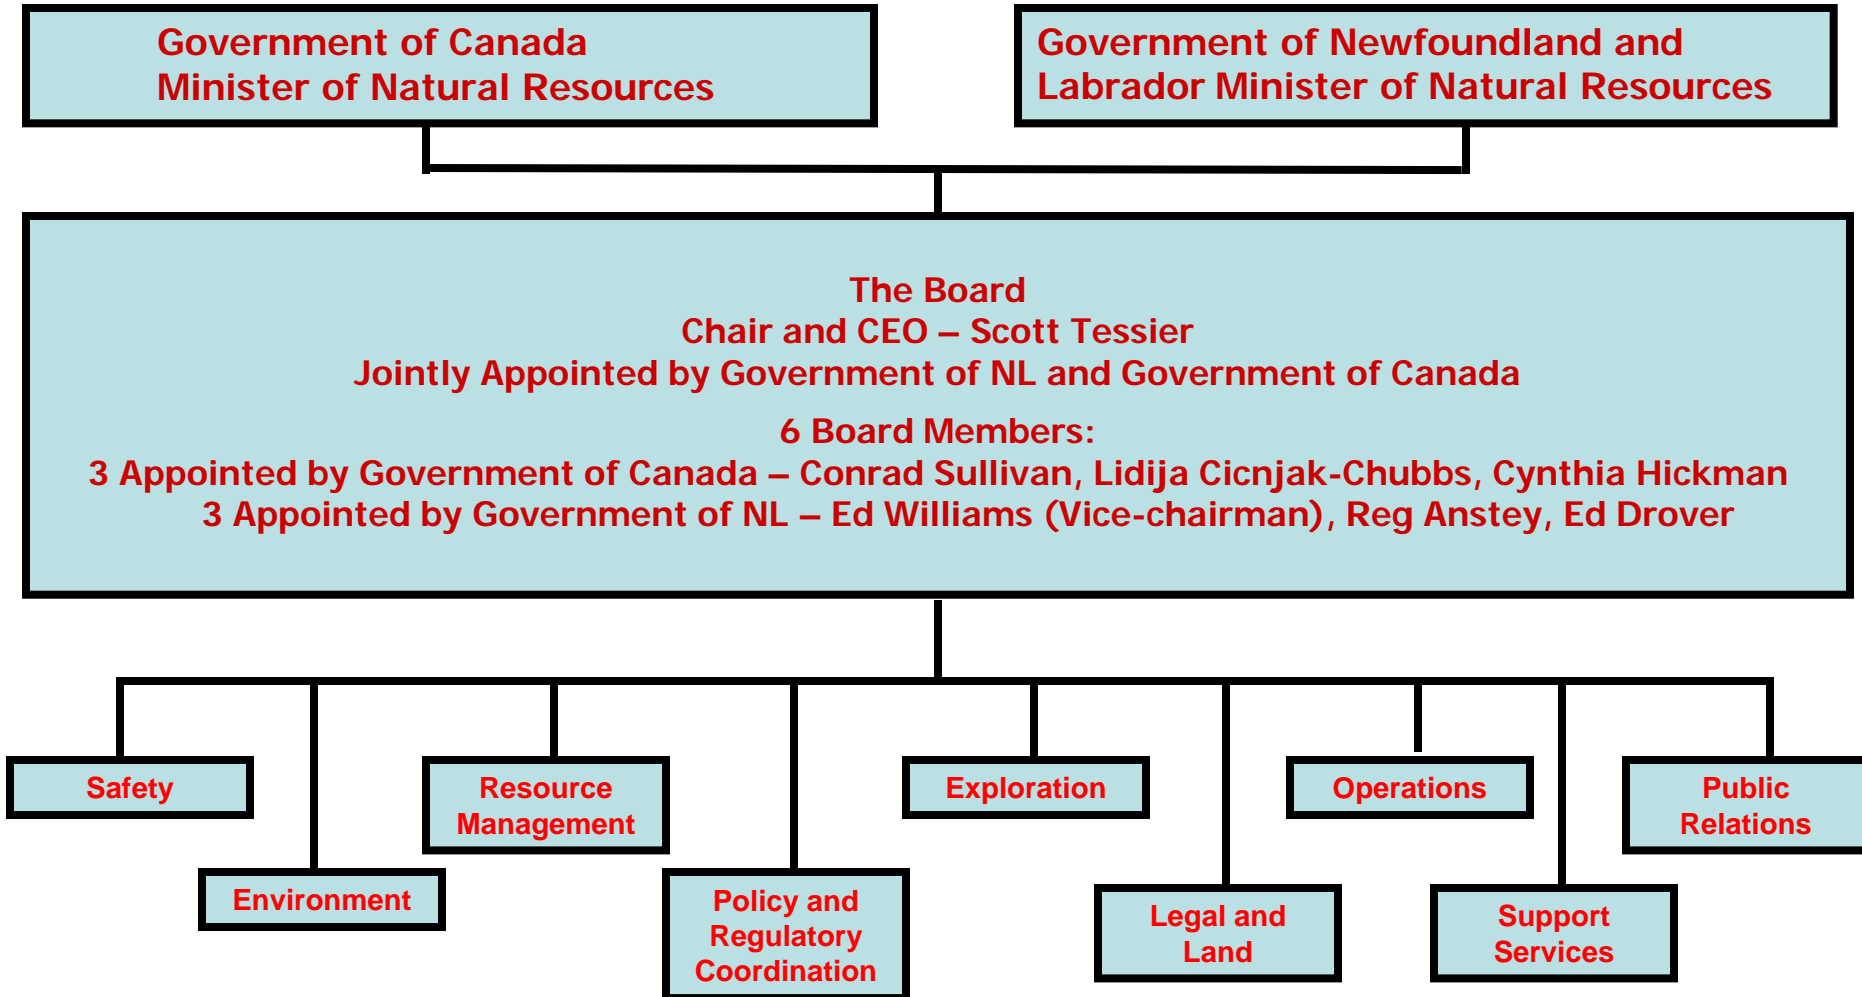 Government of Canada
Minister of Natural Resources
Government of Newfoundland and
Labrador Minister of Natural Resources
The Board
Chair and CEO – Scott Tessier
Jointly Appointed by Government of NL and Government of Canada
6 Board Members:
3 Appointed by Government of Canada – Conrad Sullivan, Lidija Cicnjak-Chubbs, Cynthia Hickman
3 Appointed by Government of NL – Ed Williams (Vice-chairman), Reg Anstey, Ed Drover
Safety
Environment
Resource
Management
Policy and
Regulatory
Coordination
Exploration
Legal and
Land
Operations
Support
Services
Public
Relations